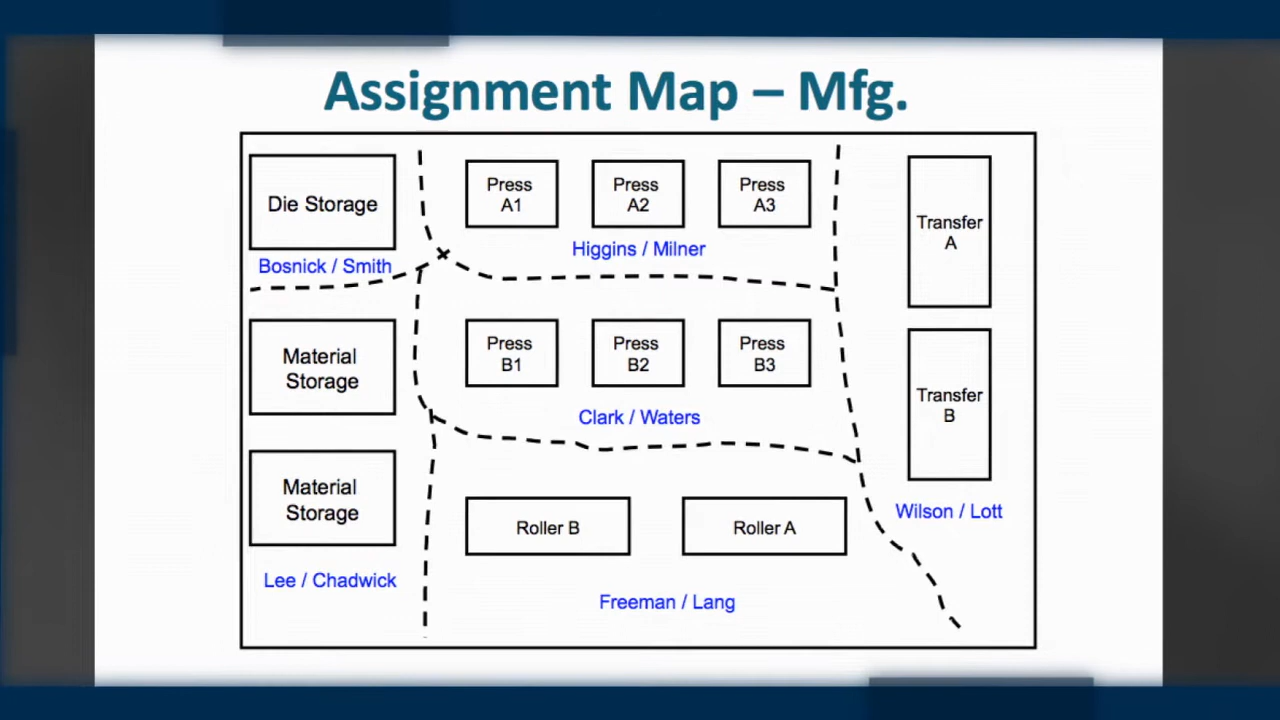 Assignment Map – Mfg.
Die Storage
Bosnick / Smith
Press
A1
Press
A2
Press
A3
Higgins / Milner
Transfer
A
Material
Storage
Press
B1
Press
B2
Press
B3
Clark / Waters
Transfer
B
Material
Storage
Lee / Chadwick
Roller B
Roller A
Freeman / Lang
Wilson / Lott